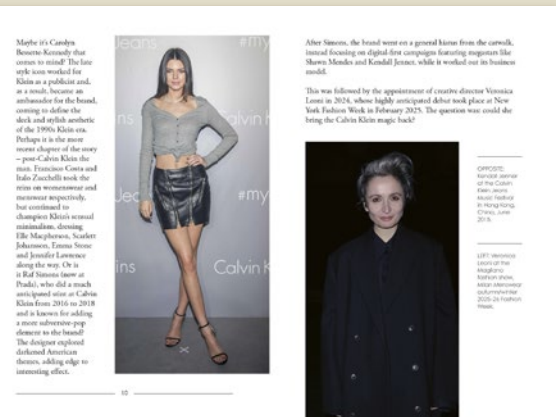 Maybe it's Carolyn
Bessette-Kennedy that
comes to mind? The late
style icon worked for
Klein as a publicist and,
as a result, became an
ambassador for the brand,
coming to define the
sleek and stylish aesthetic
of the 1990s Klein era.
Perhaps it is the more
recent chapter of the story
– post-Calvin Klein the
man. Francisco Costa and
Italo Zucchelli took the
reins on womenswear and
menswear respectively,
but continued to
champion Klein's sensual
minimalism, dressing
Elle Macpherson, Scarlett
Johansson, Emma Stone
and Jennifer Lawrence
along the way. Or is
it Raf Simons (now at
Prada), who did a much
anticipated stint at Calvin
Klein from 2016 to 2018
and is known for adding
a more subversive-pop
element to the brand?
The designer explored
darkened American
themes, adding edge to
interesting effect.
Jeans
#my
Calvin K
Jeans
#my
Calvin K
10
After Simons, the brand went on a general hiatus from the catwalk,
instead focusing on digital-first campaigns featuring megastars like
Shawn Mendes and Kendall Jenner, while it worked out its business
model.
This was followed by the appointment of creative director Veronica
Leoni in 2024, whose highly anticipated debut took place at New
York Fashion Week in February 2025. The question was: could she
bring the Calvin Klein magic back?
OPPOSITE:
Kendall Jenner
at the Calvin
Klein Jeans
Music Festival
in Hong Kong,
China, June
LEFT: Veronica
Leoni at the
Magliano
fashion show,
Milan Menswear
autumn/winter
2025-26 Fashion
Week.